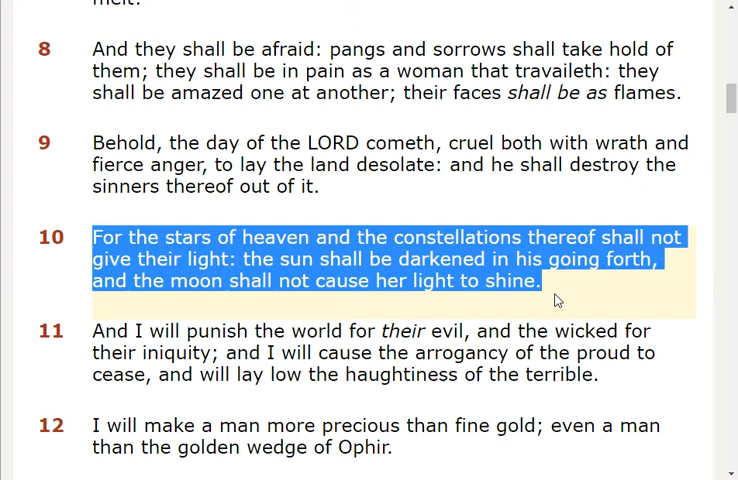 melt:
8 And they shall be afraid: pangs and sorrows shall take hold of
them; they shall be in pain as a woman that travaileth: they
shall be amazed one at another; their faces shall be as flames.
9 Behold, the day of the LORD cometh, cruel both with wrath and
fierce anger, to lay the land desolate: and he shall destroy the
sinners thereof out of it.
10 For the stars of heaven and the constellations thereof shall not
give their light: the sun shall be darkened in his going forth,
and the moon shall not cause her light to shine.
11 And I will punish the world for their evil, and the wicked for
their iniquity; and I will cause the arrogancy of the proud to
cease, and will lay low the haughtiness of the terrible.
12 I will make a man more precious than fine gold; even a man
than the golden wedge of Ophir.